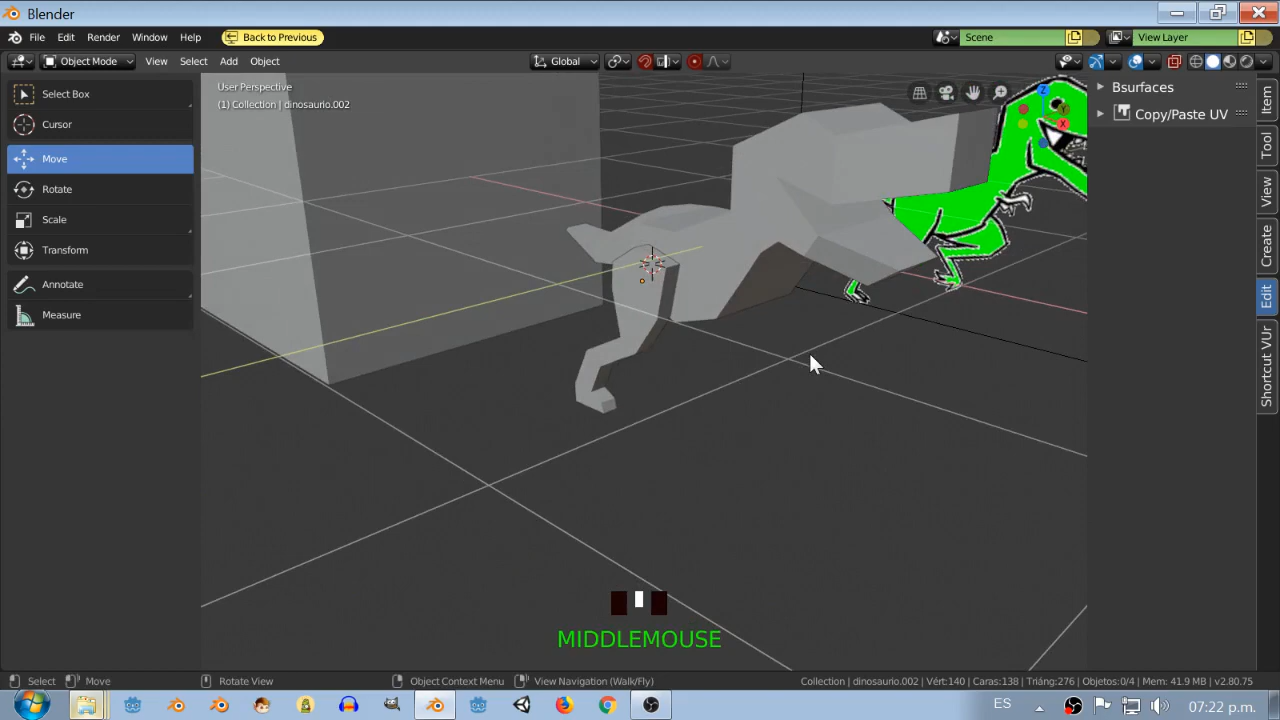 Blender
File Edit Render Window Help Back to Previous Scene View Layer
Object Mode View Select Add Object Global
User Perspective
(1) Collection | dinosaurio.002
Select Box
Cursor
Move
Rotate
Scale
Transform
Annotate
Measure
Z
Y
X
Bsurfaces
Copy/Paste UV
Item
Tool
View
Create
Edit
Shortcut VUr
MIDDLEMOUSE
Select Move Rotate View Object Context Menu View Navigation (Walk/Fly) Collection | dinosaurio.002 | Vért:140 | Caras:138 | Triáng:276 | Objetos:0/4 | Mem: 41.9 MB | v2.80.75
ES 07:22 p.m.